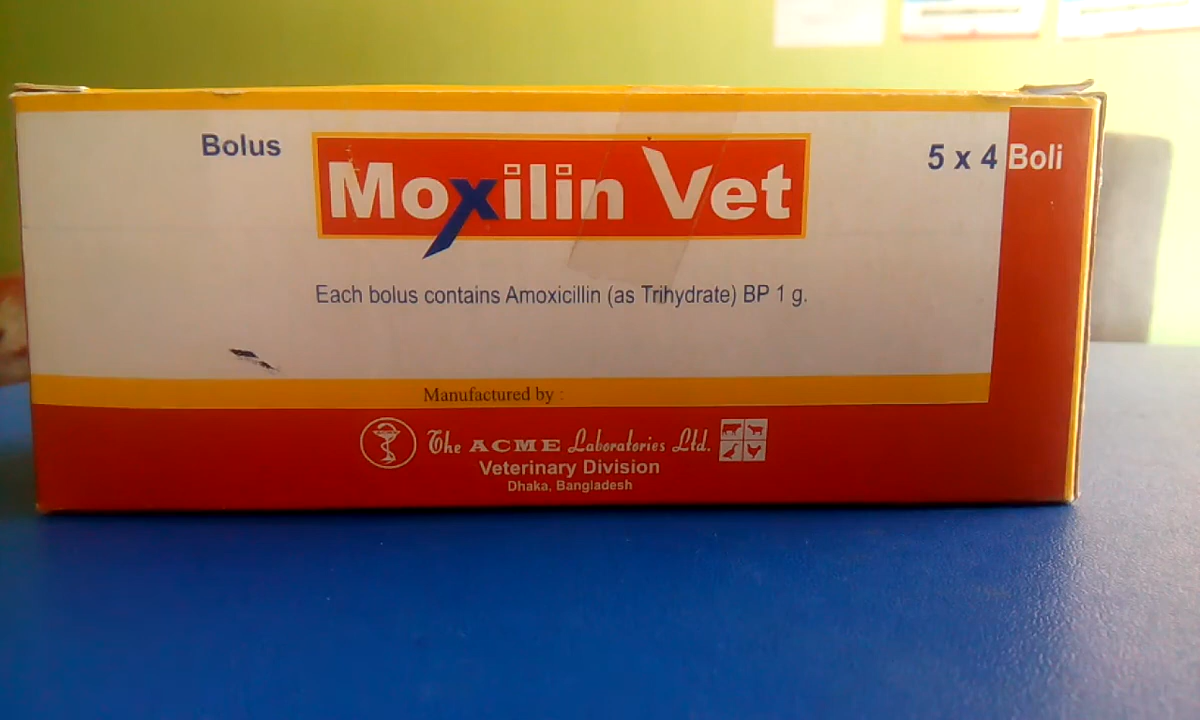 Bolus
Moxilin Vet
5 x 4 Boli
Each bolus contains Amoxicillin (as Trihydrate) BP 1 g.
Manufactured by :
The ACME Laboratories Ltd.
Veterinary Division
Dhaka, Bangladesh